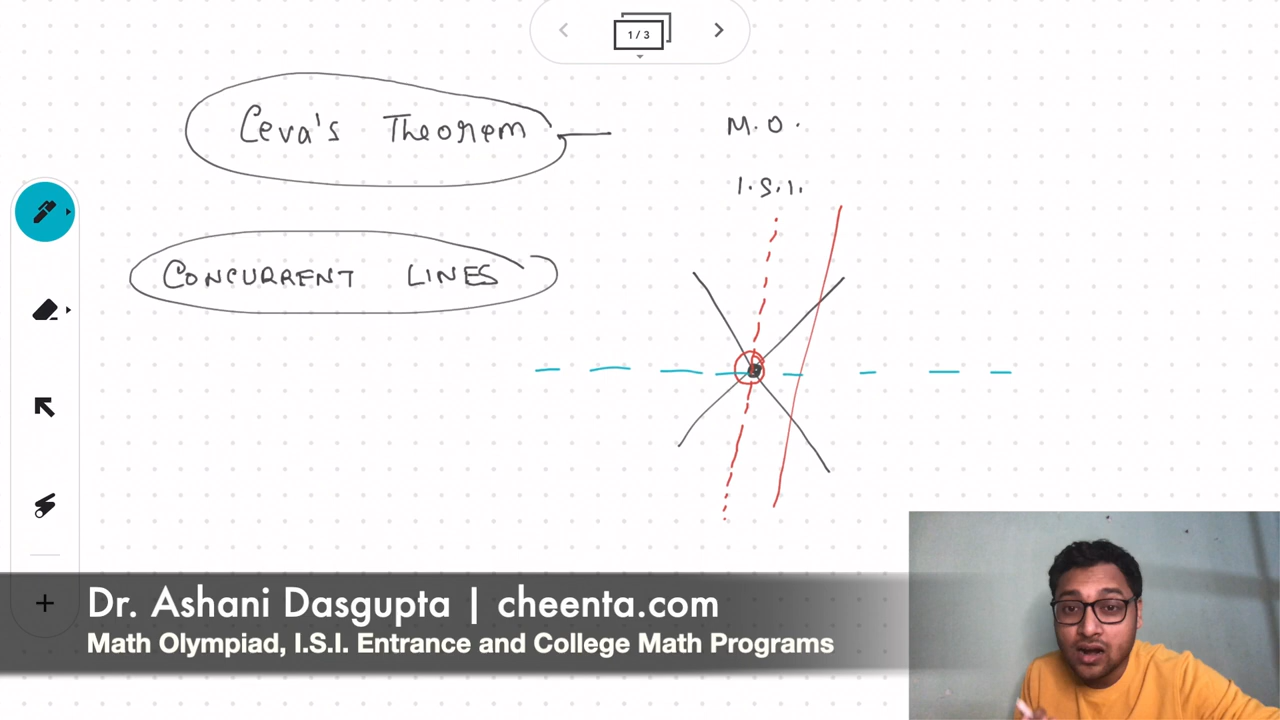 1 / 3
Ceva's Theorem
M.O.
I.S.I.
CONCURRENT LINES
Dr. Ashani Dasgupta | cheenta.com
Math Olympiad, I.S.I. Entrance and College Math Programs